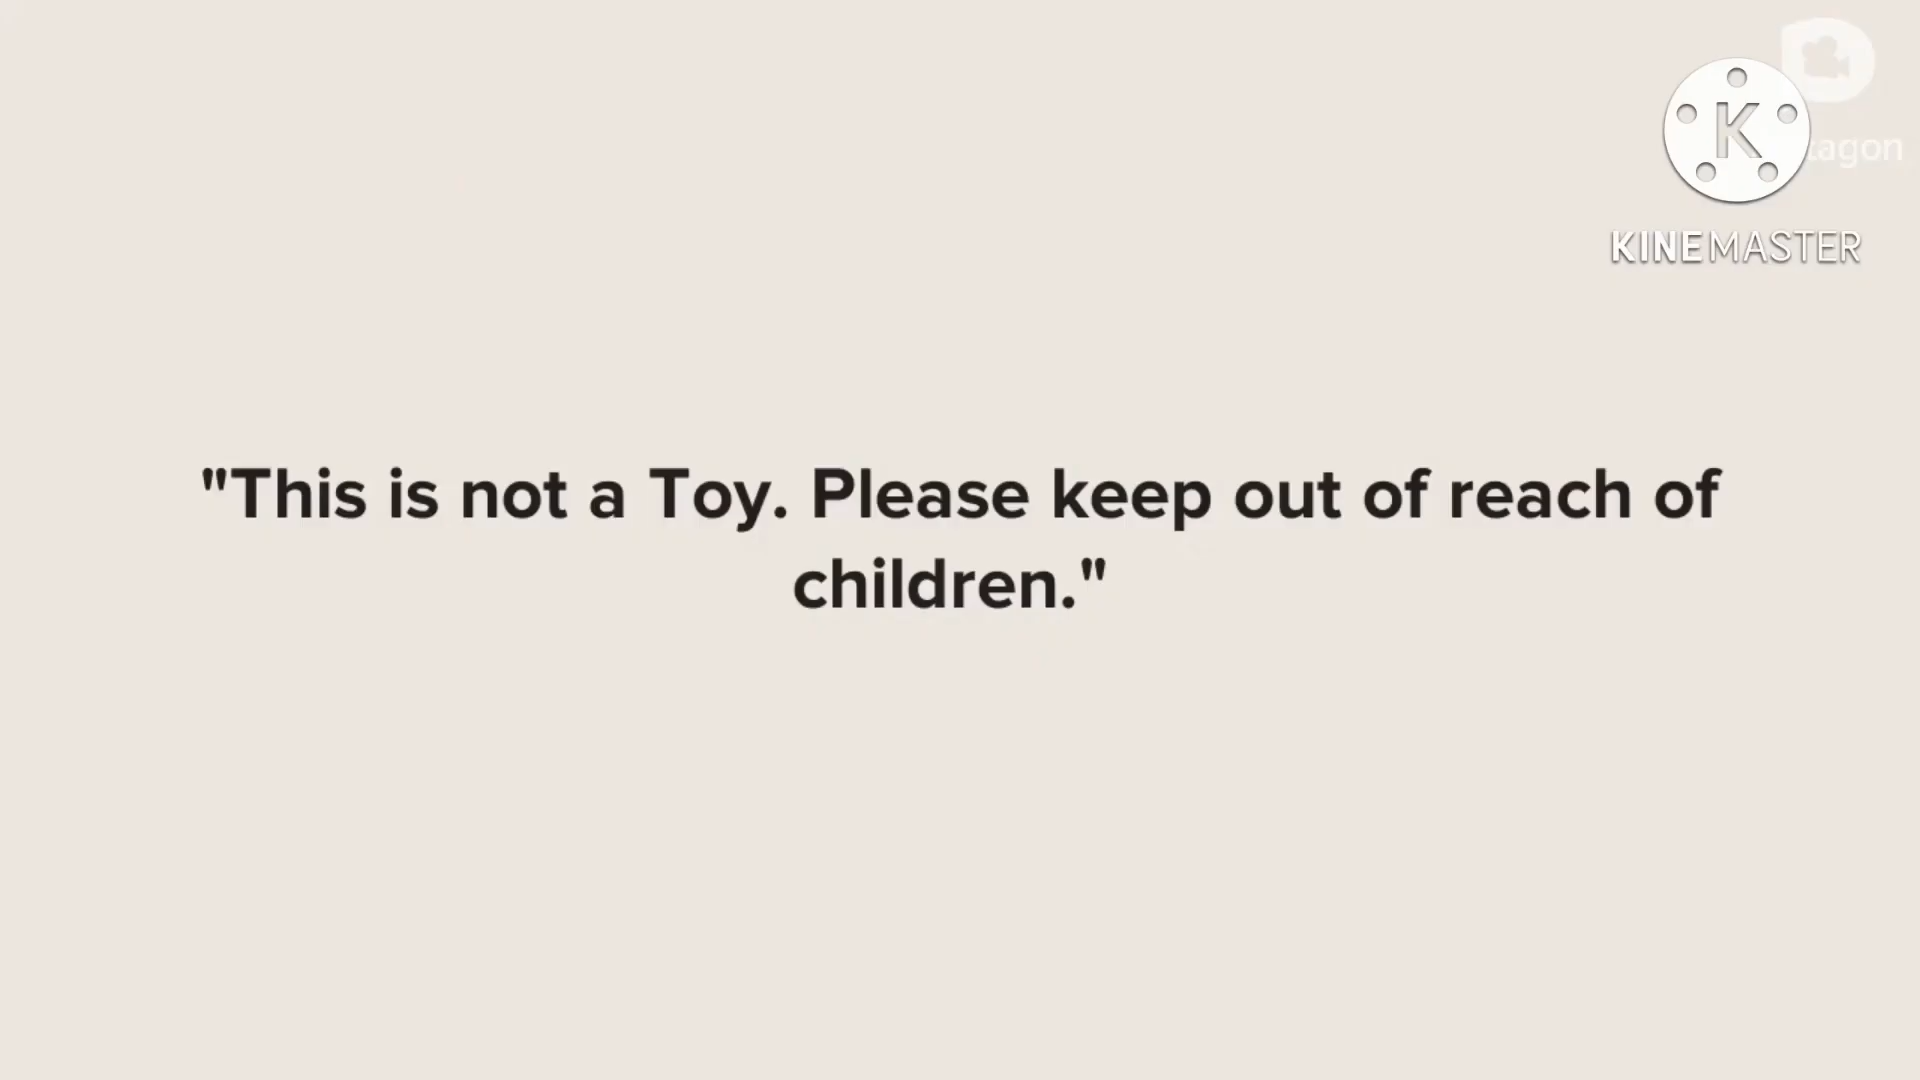 K
KINEMASTER
"This is not a Toy. Please keep out of reach of
children."